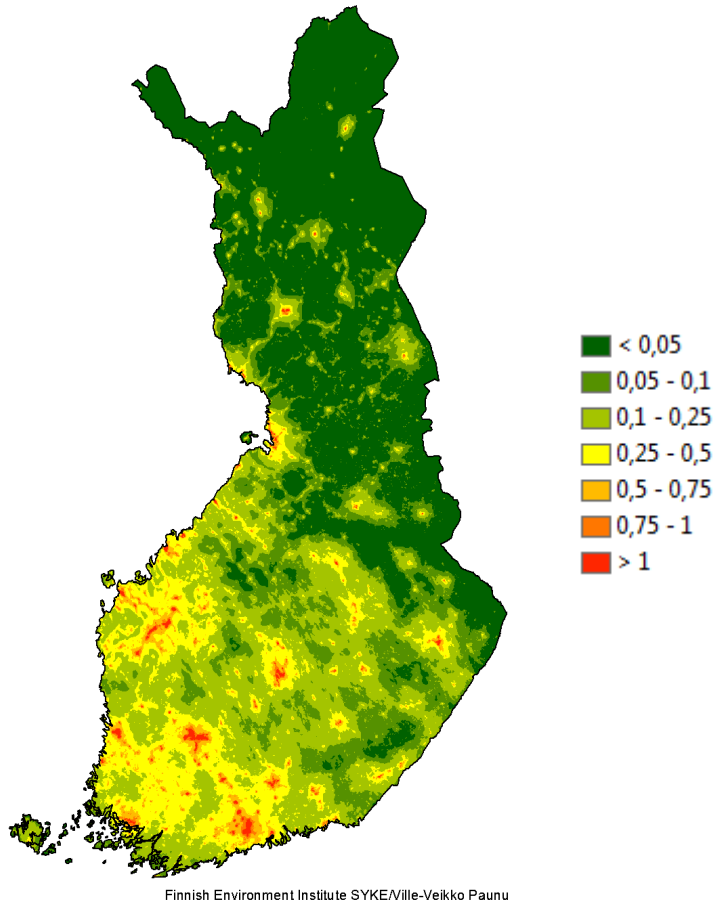 < 0,05
0,05 - 0,1
0,1 - 0,25
0,25 - 0,5
0,5 - 0,75
0,75 - 1
> 1
Finnish Environment Institute SYKE/Ville-Veikko Paunu